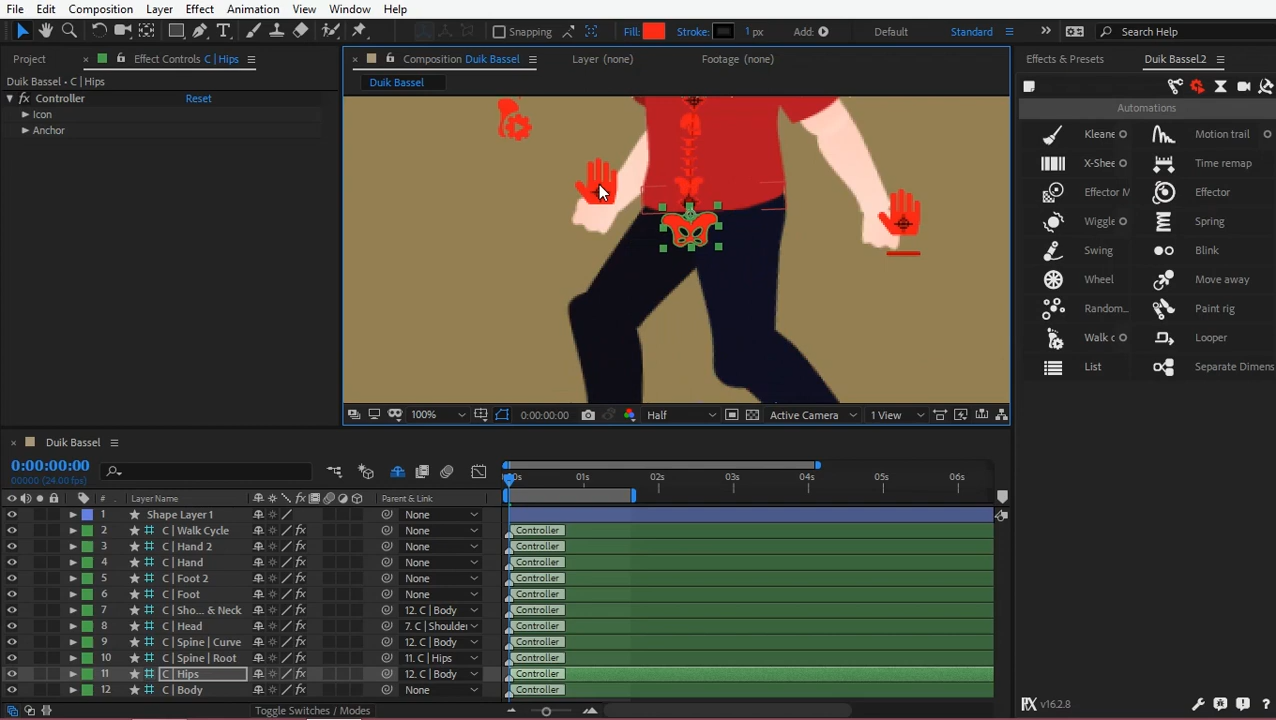 File Edit Composition Layer Effect Animation View Window Help
Snapping Fill: Stroke: 1 px Add: Default Standard Search Help
Project Effect Controls C | Hips
Duik Bassel • C | Hips
Controller Reset
Icon
Anchor
Composition Duik Bassel Layer (none) Footage (none)
Duik Bassel
100% 0:00:00:00 Half Active Camera 1 View
Effects & Presets Duik Bassel.2
Automations
Kleane Motion trail
X-Shee Time remap
Effector M Effector
Wiggle Spring
Swing Blink
Wheel Move away
Random... Paint rig
Walk c Looper
List Separate Dimens
v16.2.8
Duik Bassel
0:00:00:00
00000 (24.00 fps)
01s 02s 03s 04s 05s 06s
# Layer Name Parent & Link
1 Shape Layer 1 None
2 C | Walk Cycle None Controller
3 C | Hand 2 None Controller
4 C | Hand None Controller
5 C | Foot 2 None Controller
6 C | Foot None Controller
7 C | Sho... & Neck 12. C | Body Controller
8 C | Head 7. C | Shoulder Controller
9 C | Spine | Curve 12. C | Body Controller
10 C | Spine | Root 11. C | Hips Controller
11 C | Hips 12. C | Body Controller
12 C | Body None Controller
Toggle Switches / Modes